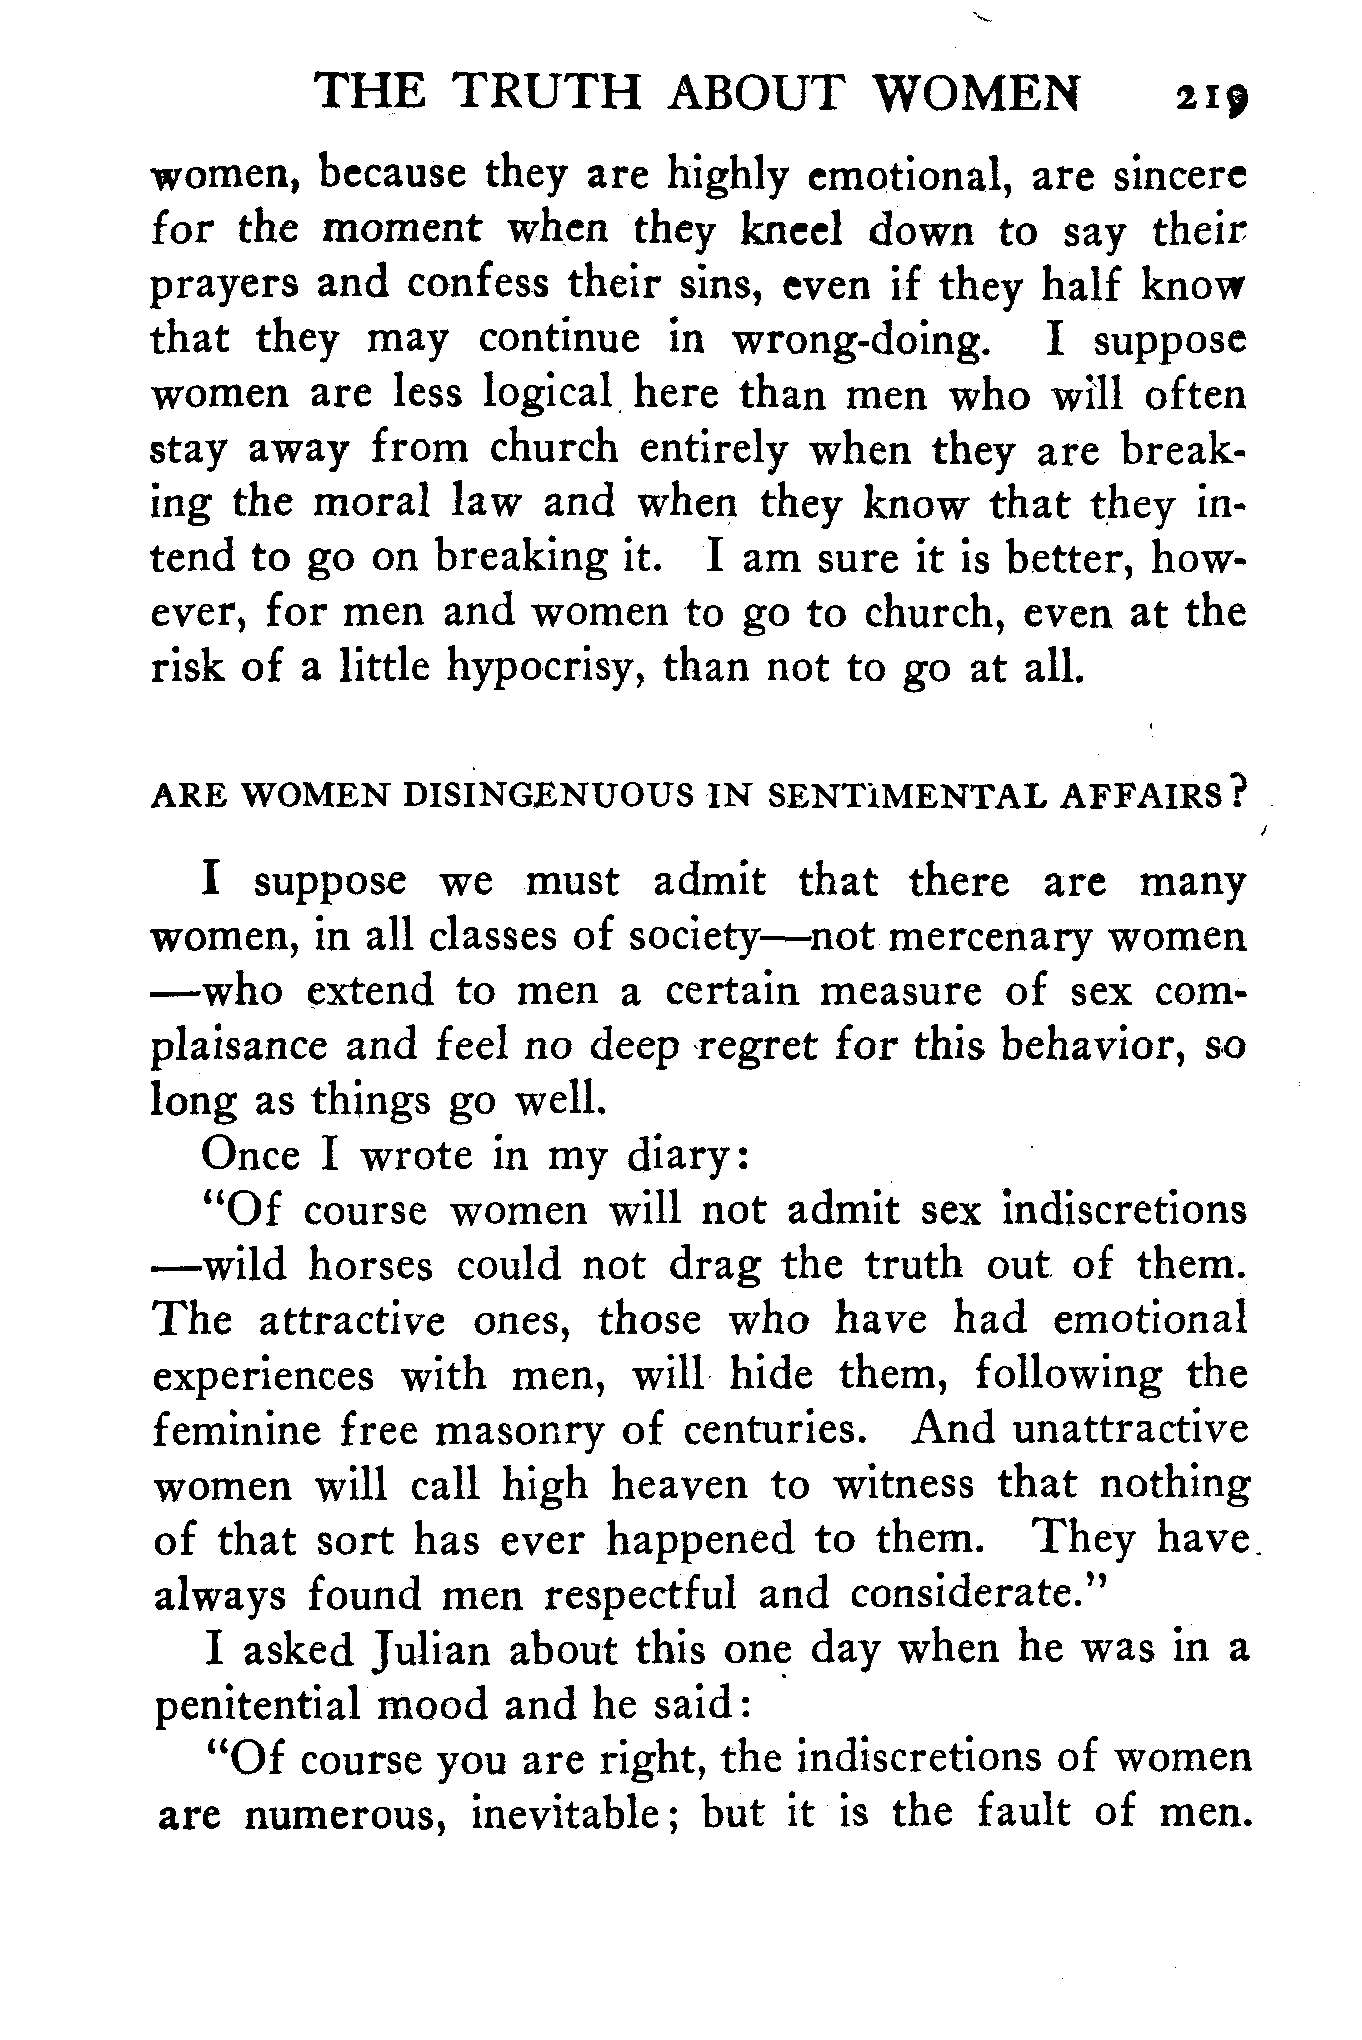 THE TRUTH ABOUT WOMEN 219
women, because they are highly emotional, are sincere
for the moment when they kneel down to say their
prayers and confess their sins, even if they half know
that they may continue in wrong-doing. I suppose
women are less logical here than men who will often
stay away from church entirely when they are break-
ing the moral law and when they know that they in-
tend to go on breaking it. I am sure it is better, how-
ever, for men and women to go to church, even at the
risk of a little hypocrisy, than not to go at all.
ARE WOMEN DISINGENUOUS IN SENTIMENTAL AFFAIRS?
I suppose we must admit that there are many
women, in all classes of society—not mercenary women
—who extend to men a certain measure of sex com-
plaisance and feel no deep regret for this behavior, so
long as things go well.
Once I wrote in my diary:
"Of course women will not admit sex indiscretions
—wild horses could not drag the truth out of them.
The attractive ones, those who have had emotional
experiences with men, will hide them, following the
feminine free masonry of centuries. And unattractive
women will call high heaven to witness that nothing
of that sort has ever happened to them. They have
always found men respectful and considerate."
I asked Julian about this one day when he was in a
penitential mood and he said:
"Of course you are right, the indiscretions of women
are numerous, inevitable; but it is the fault of men.